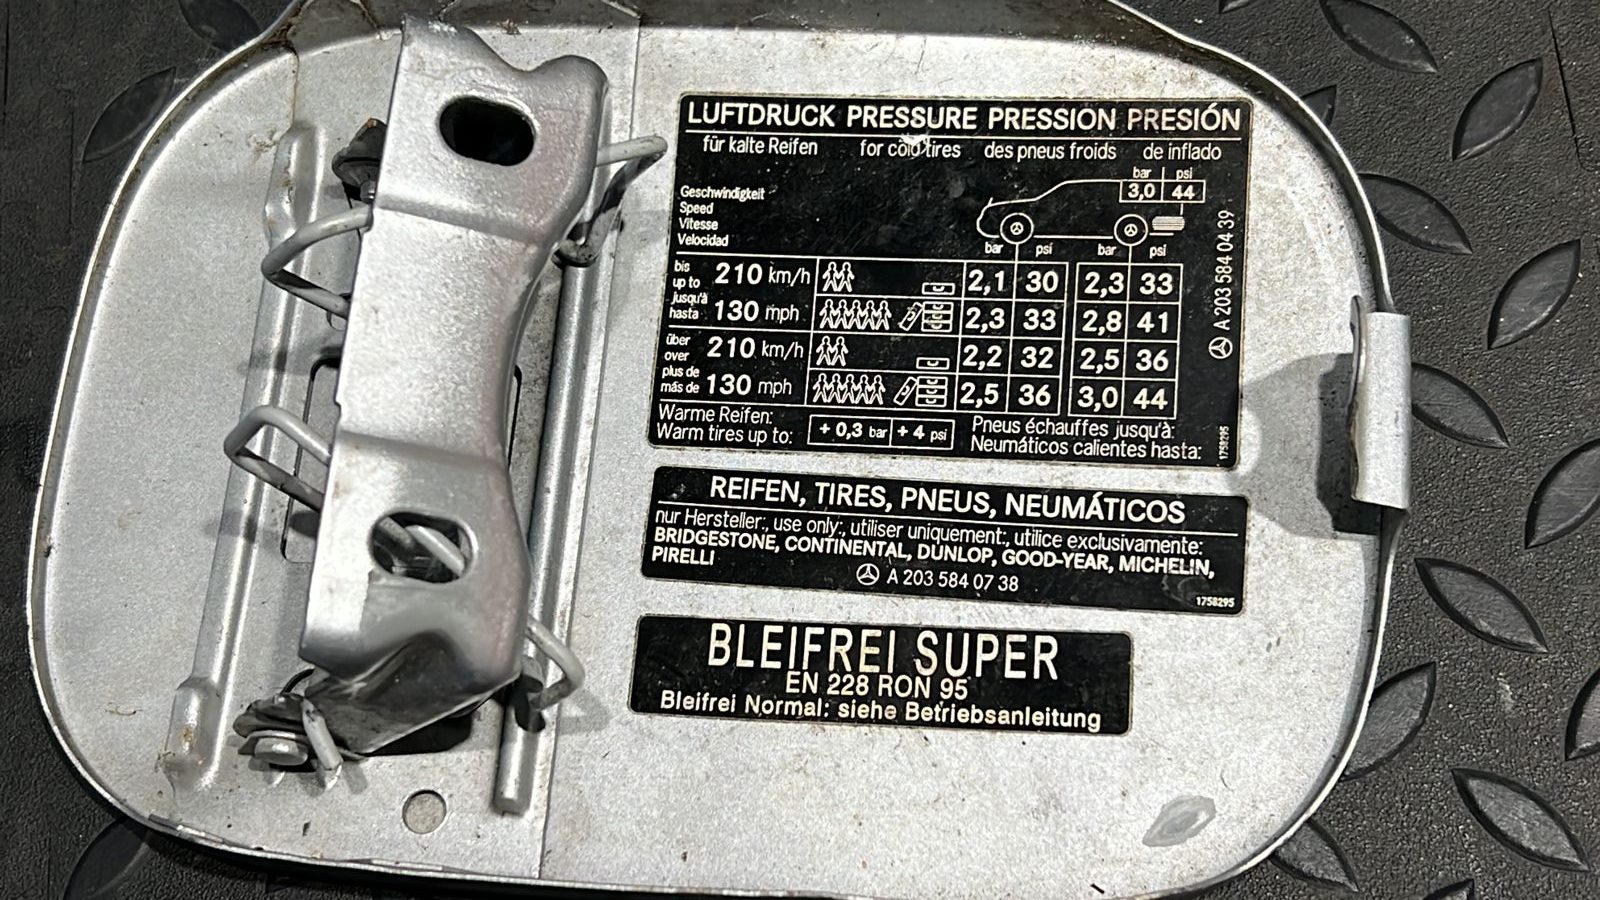 LUFTDRUCK PRESSURE PRESSION PRESIÓN
für kalte Reifen for cold tires des pneus froids de inflado
bar psi
3,0 44
Geschwindigkeit
Speed
Vitesse
Velocidad
bar psi bar psi
bis
up to
jusqu'à
hasta
210 km/h 2,1 30 2,3 33
130 mph 2,3 33 2,8 41
über
over
plus de
más de
210 km/h 2,2 32 2,5 36
130 mph 2,5 36 3,0 44
Warme Reifen: Pneus échauffes jusqu'à:
Warm tires up to: + 0,3 bar + 4 psi Neumáticos calientes hasta:
A 203 584 04 39
1758295
REIFEN, TIRES, PNEUS, NEUMÁTICOS
nur Hersteller:, use only:, utiliser uniquement:, utilice exclusivamente:
BRIDGESTONE, CONTINENTAL, DUNLOP, GOOD-YEAR, MICHELIN,
PIRELLI
A 203 584 07 38
1758295
BLEIFREI SUPER
EN 228 RON 95
Bleifrei Normal: siehe Betriebsanleitung